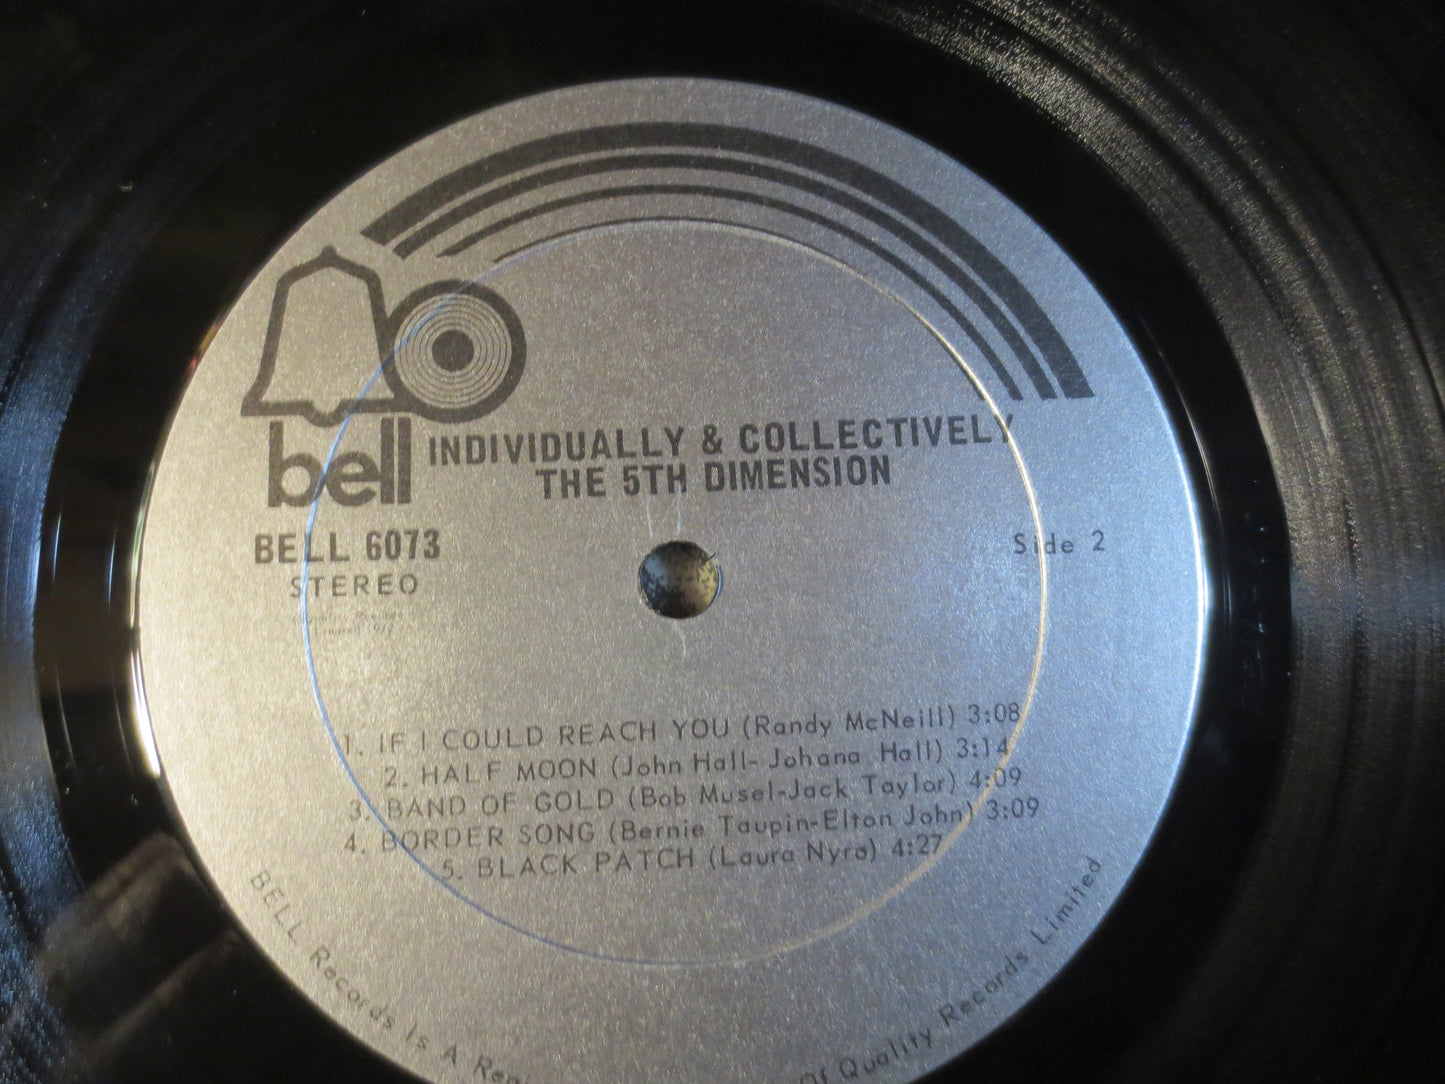 bell
INDIVIDUALLY & COLLECTIVELY
THE 5TH DIMENSION
BELL 6073
STEREO
Side 2
1. IF I COULD REACH YOU (Randy McNeill) 3:08
2. HALF MOON (John Hall- Johana Hall) 3:14
3. BAND OF GOLD (Bob Musel-Jack Taylor) 4:09
4. BORDER SONG (Bernie Taupin-Elton John) 3:09
5. BLACK PATCH (Laura Nyro) 4:27
BELL Records Is A Of Quality Records Limited